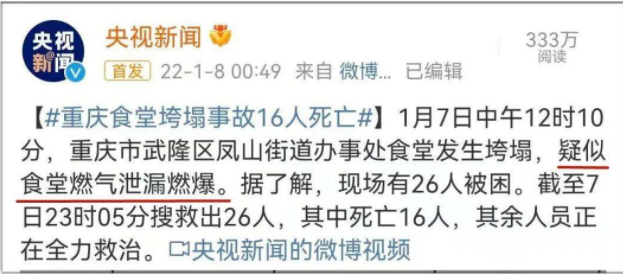 央视新闻
央视
新闻
333万
阅读
首发 22-1-8 00:49 来自 微博... 已编辑
【#重庆食堂垮塌事故16人死亡#】1月7日中午12时10
分，重庆市武隆区凤山街道办事处食堂发生垮塌，疑似
食堂燃气泄漏燃爆。据了解，现场有26人被困。截至7
日23时05分搜救出26人，其中死亡16人，其余人员正
在全力救治。央视新闻的微博视频